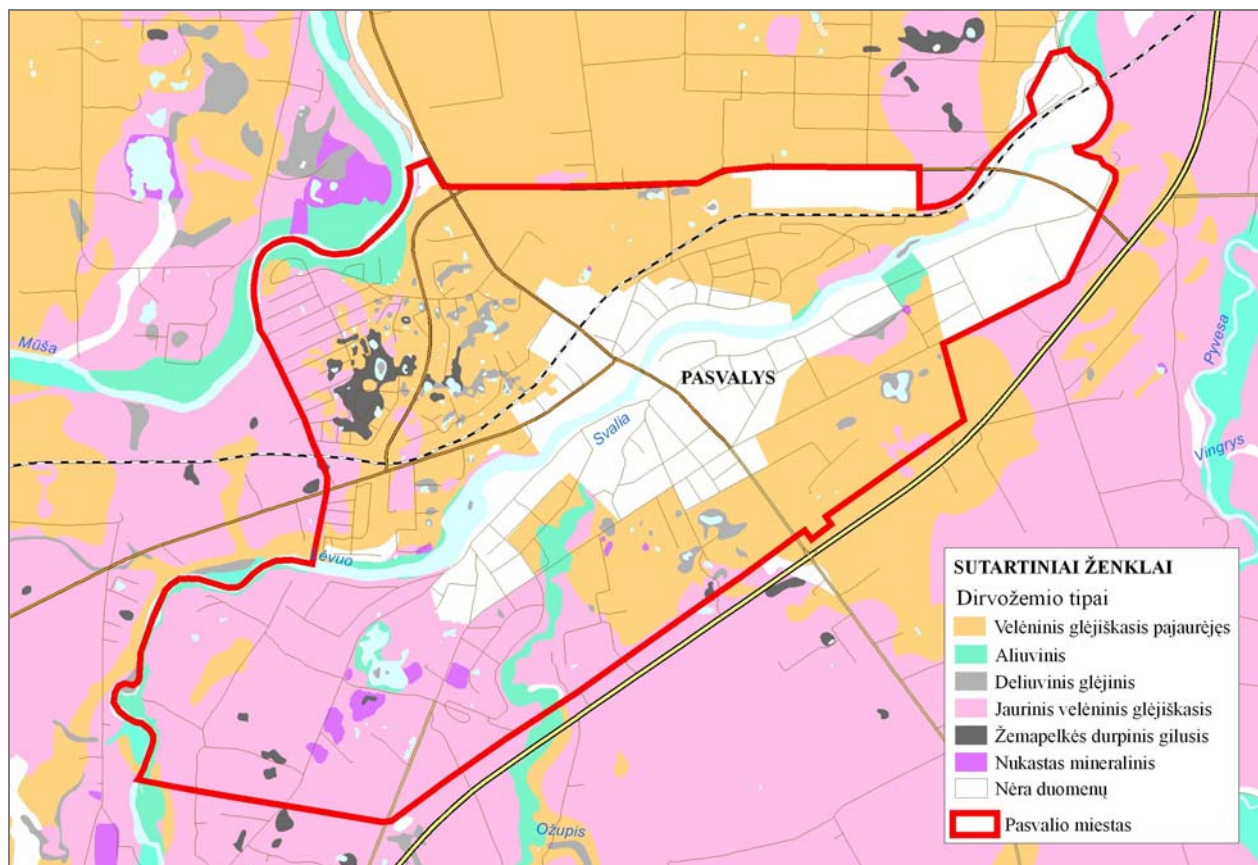 Mūša
PASVALYS
Svalia
Lėvuo
Pyvesa
Vingrys
Ožupis
SUTARTINIAI ŽENKLAI
Dirvožemio tipai
Velėninis glėjiškasis pajaurėjęs
Aliuvinis
Deliuvinis glėjinis
Jaurinis velėninis glėjiškasis
Žemapelkės durpinis gilusis
Nukastas mineralinis
Nėra duomenų
Pasvalio miestas